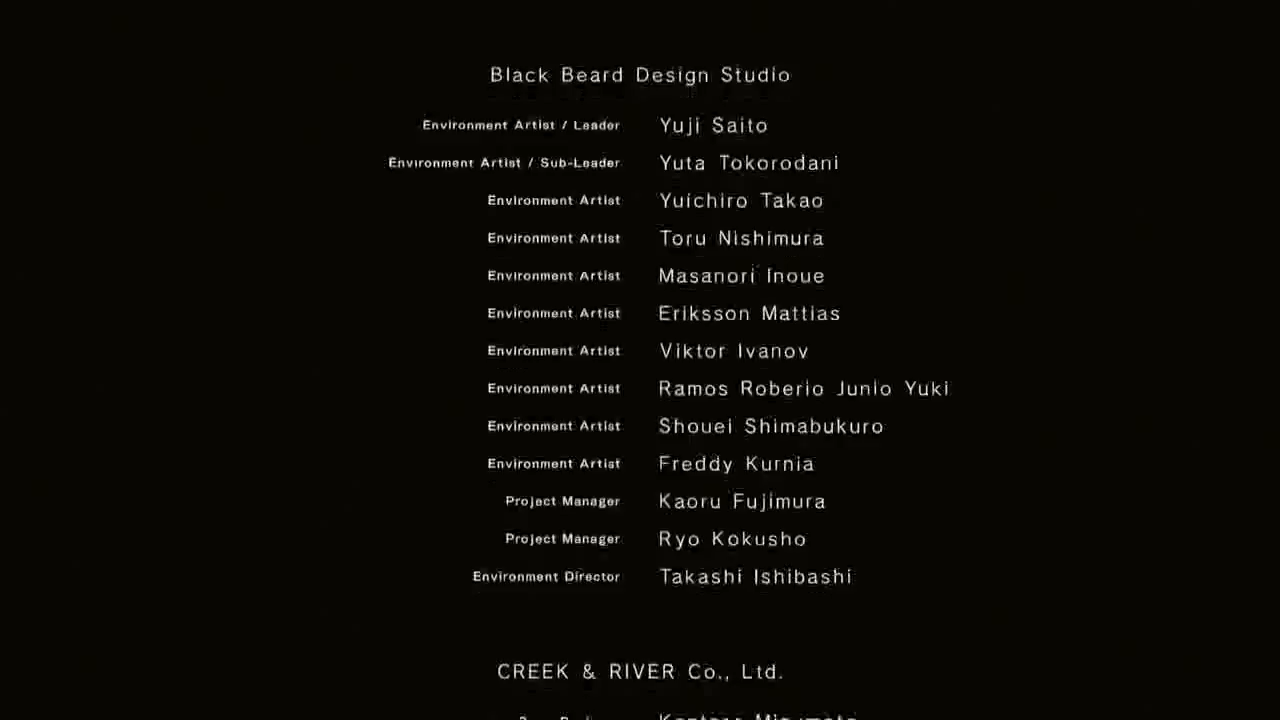 Black Beard Design Studio
Environment Artist / Leader Yuji Saito
Environment Artist / Sub-Leader Yuta Tokorodani
Environment Artist Yuichiro Takao
Environment Artist Toru Nishimura
Environment Artist Masanori Inoue
Environment Artist Eriksson Mattias
Environment Artist Viktor Ivanov
Environment Artist Ramos Roberio Junio Yuki
Environment Artist Shouei Shimabukuro
Environment Artist Freddy Kurnia
Project Manager Kaoru Fujimura
Project Manager Ryo Kokusho
Environment Director Takashi Ishibashi
CREEK & RIVER Co., Ltd.